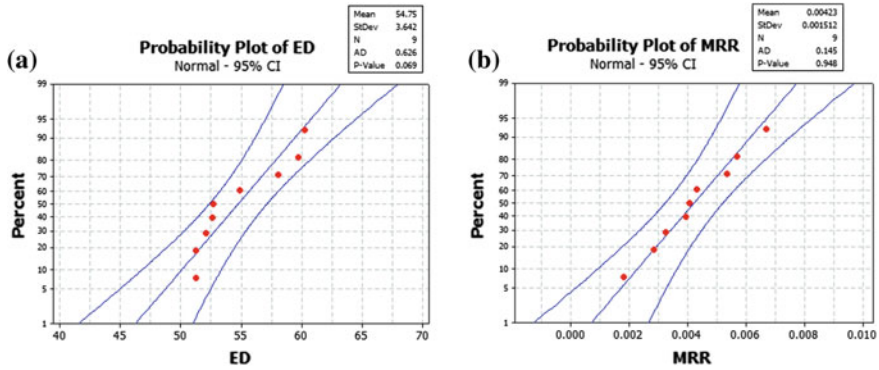 (a)
Probability Plot of ED
Normal - 95% CI
Mean 54.75
StDev 3.642
N 9
AD 0.626
P-Value 0.069
Percent
99
95
90
80
70
60
50
40
30
20
10
5
1
40 45 50 55 60 65 70
ED
(b)
Probability Plot of MRR
Normal - 95% CI
Mean 0.00423
StDev 0.001512
N 9
AD 0.145
P-Value 0.948
Percent
99
95
90
80
70
60
50
40
30
20
10
5
1
0.000 0.002 0.004 0.006 0.008 0.010
MRR